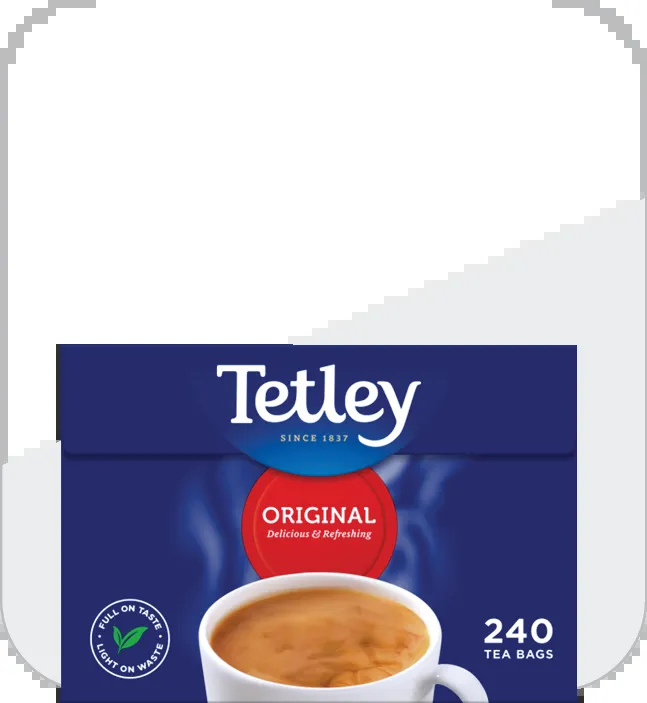 Tetley
SINCE 1837
ORIGINAL
Delicious & Refreshing
FULL ON TASTE
LIGHT ON WASTE
240
TEA BAGS